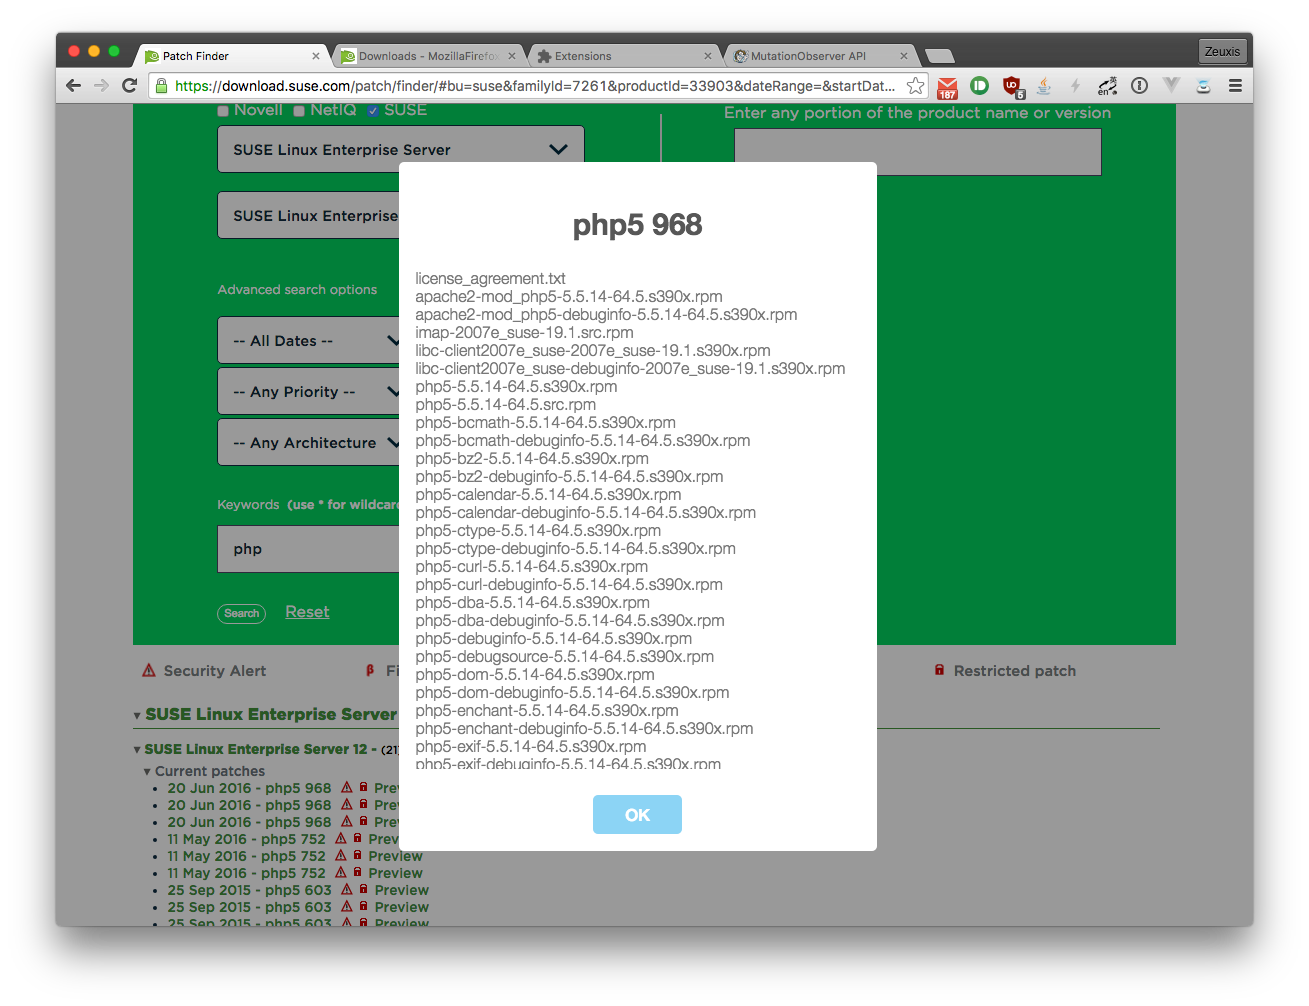 Patch Finder
Downloads - MozillaFirefox
Extensions
MutationObserver API
Zeuxis
https://download.suse.com/patch/finder/#bu=suse&familyId=7261&productId=33903&dateRange=&startDat...
187
5
en
英
Novell NetIQ SUSE
Enter any portion of the product name or version
SUSE Linux Enterprise Server
SUSE Linux Enterprise
Advanced search options
-- All Dates --
-- Any Priority --
-- Any Architecture
Keywords (use * for wildcar
php
Search Reset
php5 968
license_agreement.txt
apache2-mod_php5-5.5.14-64.5.s390x.rpm
apache2-mod_php5-debuginfo-5.5.14-64.5.s390x.rpm
imap-2007e_suse-19.1.src.rpm
libc-client2007e_suse-2007e_suse-19.1.s390x.rpm
libc-client2007e_suse-debuginfo-2007e_suse-19.1.s390x.rpm
php5-5.5.14-64.5.s390x.rpm
php5-5.5.14-64.5.src.rpm
php5-bcmath-5.5.14-64.5.s390x.rpm
php5-bcmath-debuginfo-5.5.14-64.5.s390x.rpm
php5-bz2-5.5.14-64.5.s390x.rpm
php5-bz2-debuginfo-5.5.14-64.5.s390x.rpm
php5-calendar-5.5.14-64.5.s390x.rpm
php5-calendar-debuginfo-5.5.14-64.5.s390x.rpm
php5-ctype-5.5.14-64.5.s390x.rpm
php5-ctype-debuginfo-5.5.14-64.5.s390x.rpm
php5-curl-5.5.14-64.5.s390x.rpm
php5-curl-debuginfo-5.5.14-64.5.s390x.rpm
php5-dba-5.5.14-64.5.s390x.rpm
php5-dba-debuginfo-5.5.14-64.5.s390x.rpm
php5-debuginfo-5.5.14-64.5.s390x.rpm
php5-debugsource-5.5.14-64.5.s390x.rpm
php5-dom-5.5.14-64.5.s390x.rpm
php5-dom-debuginfo-5.5.14-64.5.s390x.rpm
php5-enchant-5.5.14-64.5.s390x.rpm
php5-enchant-debuginfo-5.5.14-64.5.s390x.rpm
php5-exif-5.5.14-64.5.s390x.rpm
php5-exif-debuginfo-5.5.14-64.5.s390x.rpm
OK
Security Alert
β Fi
Restricted patch
SUSE Linux Enterprise Server
SUSE Linux Enterprise Server 12 - (21)
Current patches
20 Jun 2016 - php5 968 Pre
20 Jun 2016 - php5 968 Pre
20 Jun 2016 - php5 968 Pre
11 May 2016 - php5 752 Prev
11 May 2016 - php5 752 Preview
11 May 2016 - php5 752 Preview
25 Sep 2015 - php5 603 Preview
25 Sep 2015 - php5 603 Preview
25 Sep 2015 - php5 603 Preview